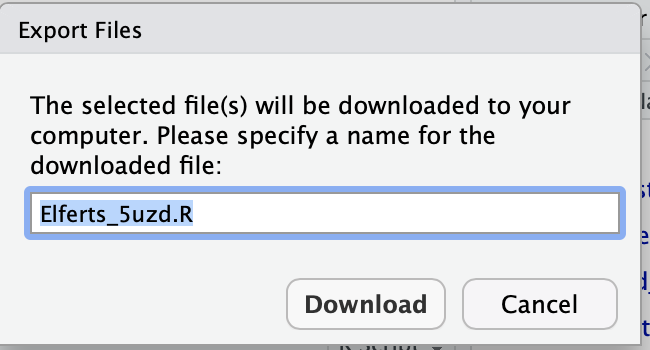 Export Files
The selected file(s) will be downloaded to your
computer. Please specify a name for the
downloaded file:
Elferts_5uzd.R
Download
Cancel